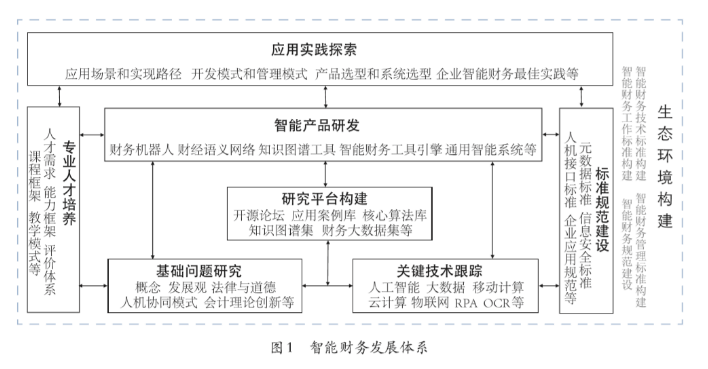 应用实践探索
应用场景和实现路径 开发模式和管理模式 产品选型和系统选型 企业智能财务最佳实践等
专业人才培养
人才需求 能力框架 评价体系
课程框架 教学模式等
智能产品研发
财务机器人 财经语义网络 知识图谱工具 智能财务工具引擎 通用智能系统等
研究平台构建
开源论坛 应用案例库 核心算法库
知识图谱集 财务大数据集等
基础问题研究
概念 发展观 法律与道德
人机协同模式 会计理论创新等
关键技术跟踪
人工智能 大数据 移动计算
云计算 物联网 RPA OCR等
标准规范建设
元数据标准 信息安全标准
人机接口标准 企业应用规范等
生态环境构建
智能财务技术标准构建 智能财务管理标准构建
智能财务工作标准构建 智能财务规范建设
图1 智能财务发展体系